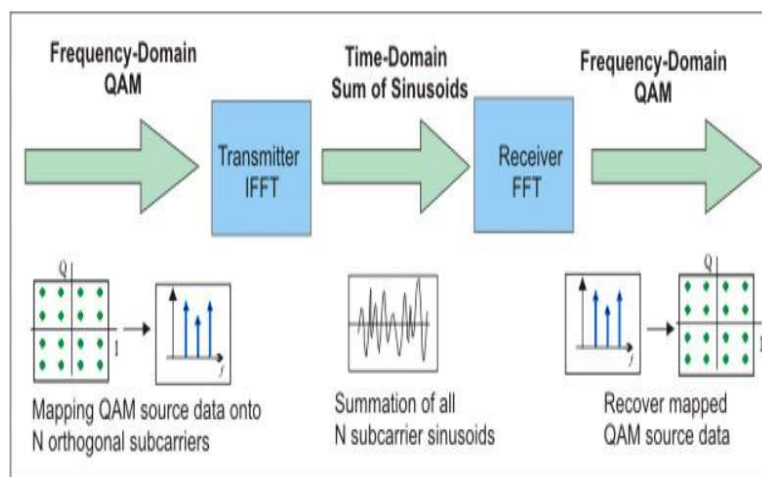 Frequency-Domain
QAM
Time-Domain
Sum of Sinusoids
Frequency-Domain
QAM
Transmitter
IFFT
Receiver
FFT
Q
I
f
Q
I
f
Mapping QAM source data onto
N orthogonal subcarriers
Summation of all
N subcarrier sinusoids
Recover mapped
QAM source data